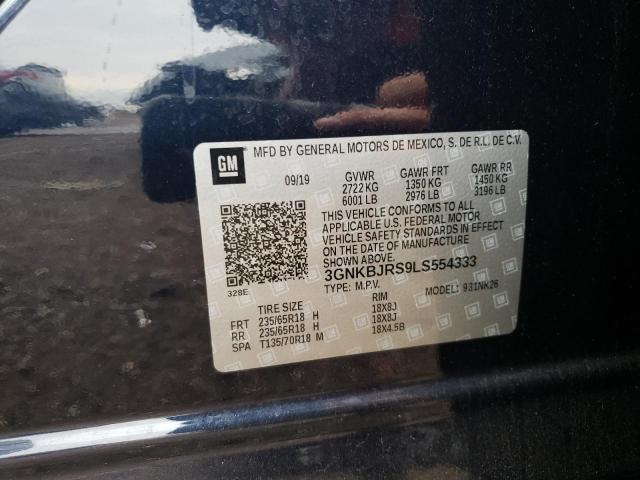 GM MFD BY GENERAL MOTORS DE MEXICO, S. DE R.L. DE C.V.
09/19 GVWR GAWR FRT GAWR RR
2722 KG 1350 KG 1450 KG
6001 LB 2976 LB 3196 LB
THIS VEHICLE CONFORMS TO ALL
APPLICABLE U.S. FEDERAL MOTOR
VEHICLE SAFETY STANDARDS IN EFFECT
ON THE DATE OF MANUFACTURE
SHOWN ABOVE.
3GNKBJRS9LS554333
328E TYPE: M.P.V. MODEL: 931NK26
TIRE SIZE RIM
FRT 235/65R18 H 18X8J
RR 235/65R18 H 18X8J
SPA T135/70R18 M 18X4.5B